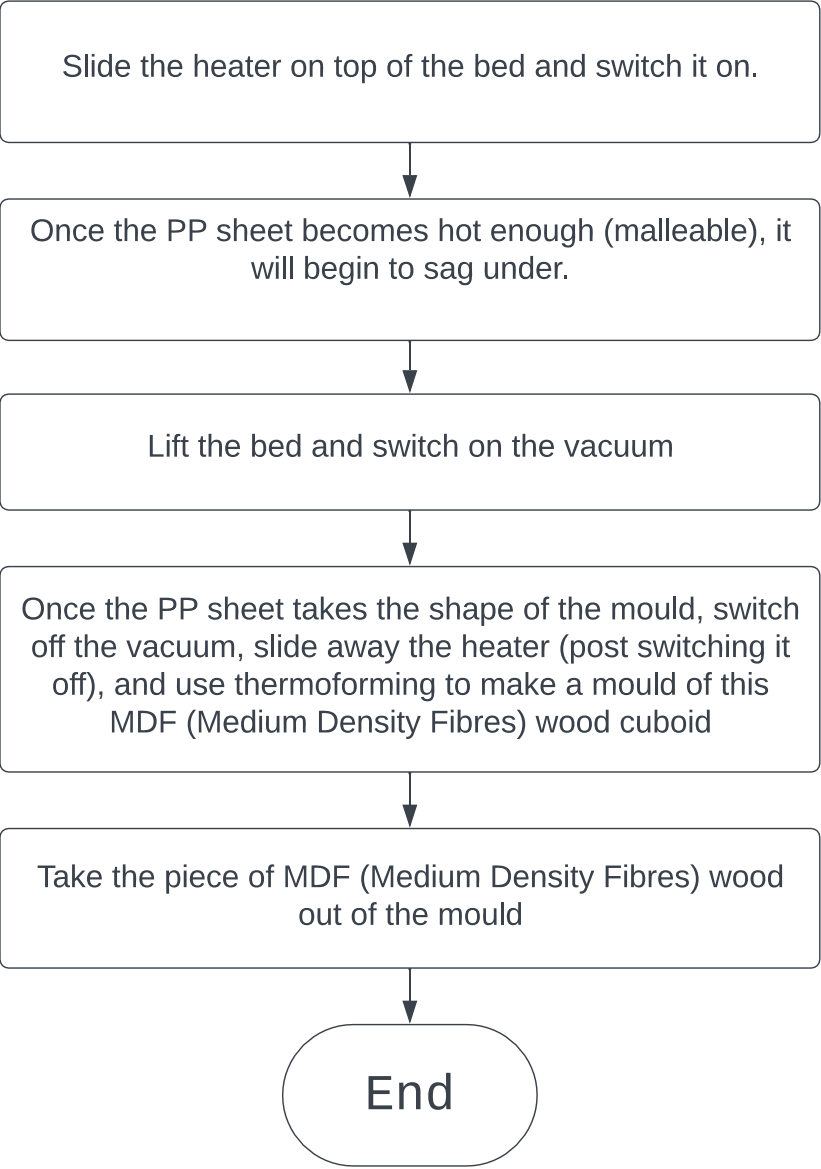 Slide the heater on top of the bed and switch it on.
Once the PP sheet becomes hot enough (malleable), it
will begin to sag under.
Lift the bed and switch on the vacuum
Once the PP sheet takes the shape of the mould, switch
off the vacuum, slide away the heater (post switching it
off), and use thermoforming to make a mould of this
MDF (Medium Density Fibres) wood cuboid
Take the piece of MDF (Medium Density Fibres) wood
out of the mould
End